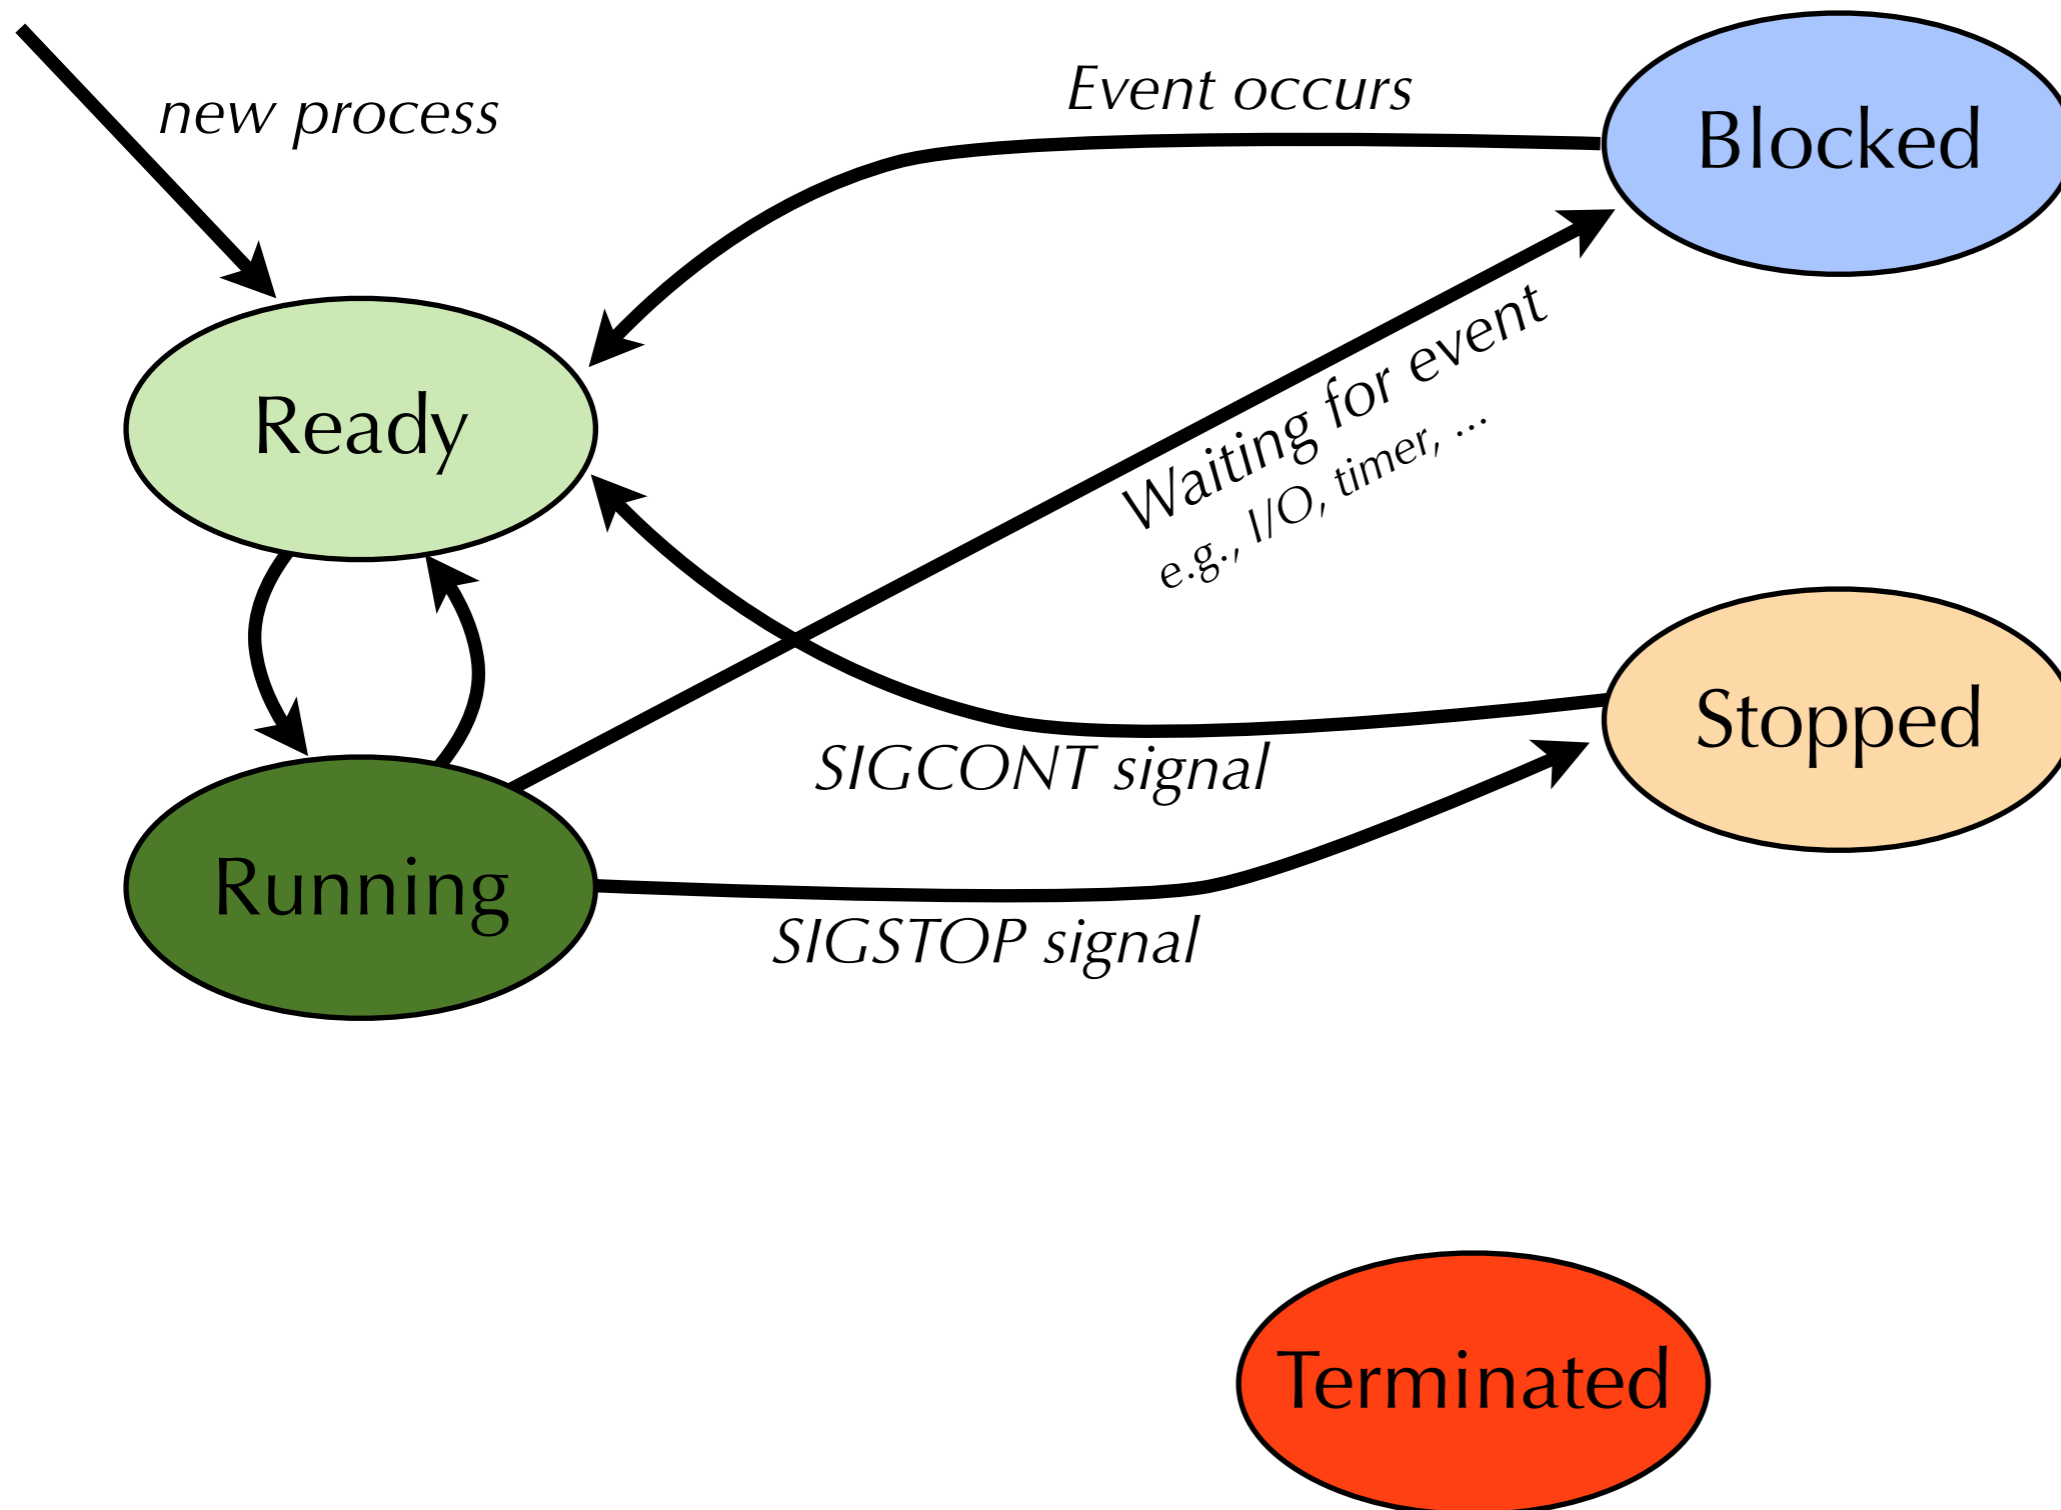 new process
Event occurs
Blocked
Waiting for event
e.g., I/O, timer, ...
Ready
SIGCONT signal
Stopped
Running
SIGSTOP signal
Terminated